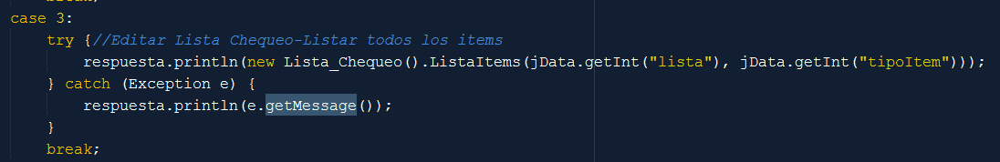 break;
case 3:
try {//Editar Lista Chequeo-Listar todos los items
respuesta.println(new Lista_Chequeo().ListaItems(jData.getInt("lista"), jData.getInt("tipoItem")));
} catch (Exception e) {
respuesta.println(e.getMessage());
}
break;